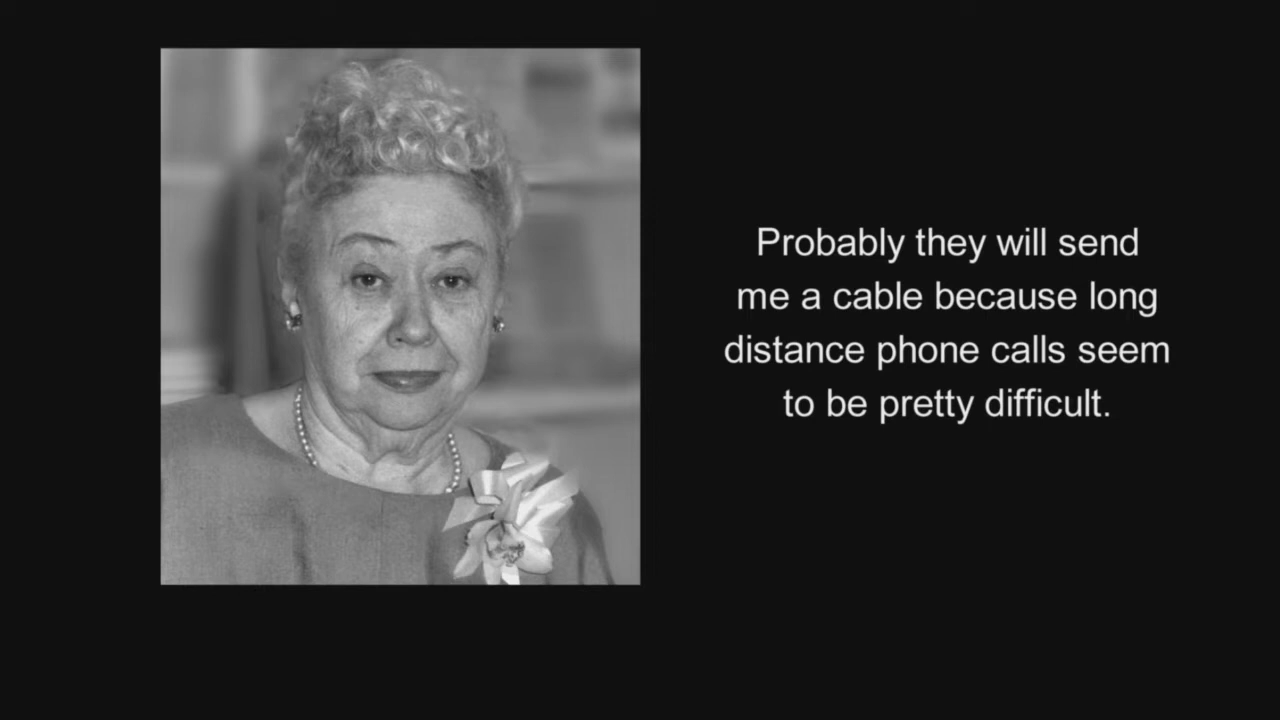 Probably they will send
me a cable because long
distance phone calls seem
to be pretty difficult.